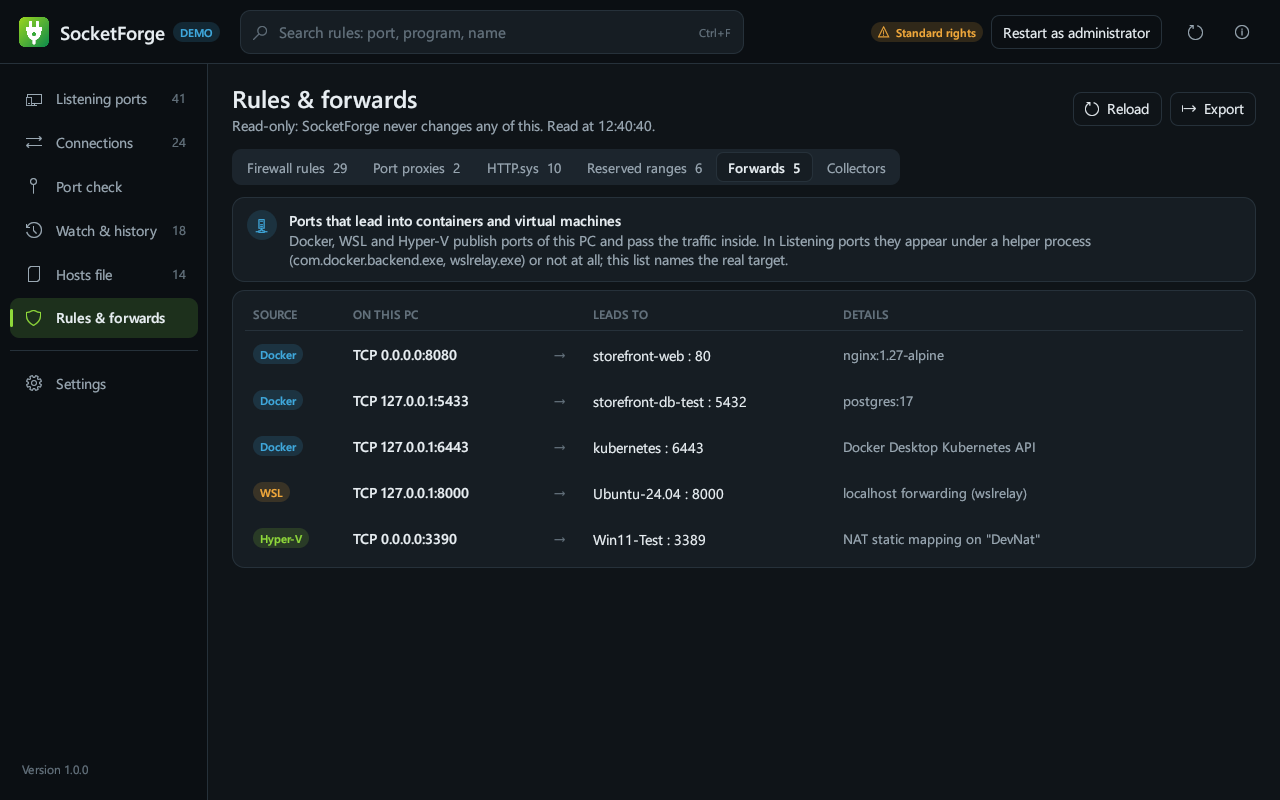 SocketForge DEMO
Search rules: port, program, name Ctrl+F
Standard rights
Restart as administrator
Listening ports 41
Connections 24
Port check
Watch & history 18
Hosts file 14
Rules & forwards
Settings
Version 1.0.0
Rules & forwards
Read-only: SocketForge never changes any of this. Read at 12:40:40.
Reload
Export
Firewall rules 29 Port proxies 2 HTTP.sys 10 Reserved ranges 6 Forwards 5 Collectors
Ports that lead into containers and virtual machines
Docker, WSL and Hyper-V publish ports of this PC and pass the traffic inside. In Listening ports they appear under a helper process
(com.docker.backend.exe, wslrelay.exe) or not at all; this list names the real target.
SOURCE ON THIS PC LEADS TO DETAILS
Docker TCP 0.0.0.0:8080 → storefront-web : 80 nginx:1.27-alpine
Docker TCP 127.0.0.1:5433 → storefront-db-test : 5432 postgres:17
Docker TCP 127.0.0.1:6443 → kubernetes : 6443 Docker Desktop Kubernetes API
WSL TCP 127.0.0.1:8000 → Ubuntu-24.04 : 8000 localhost forwarding (wslrelay)
Hyper-V TCP 0.0.0.0:3390 → Win11-Test : 3389 NAT static mapping on "DevNat"